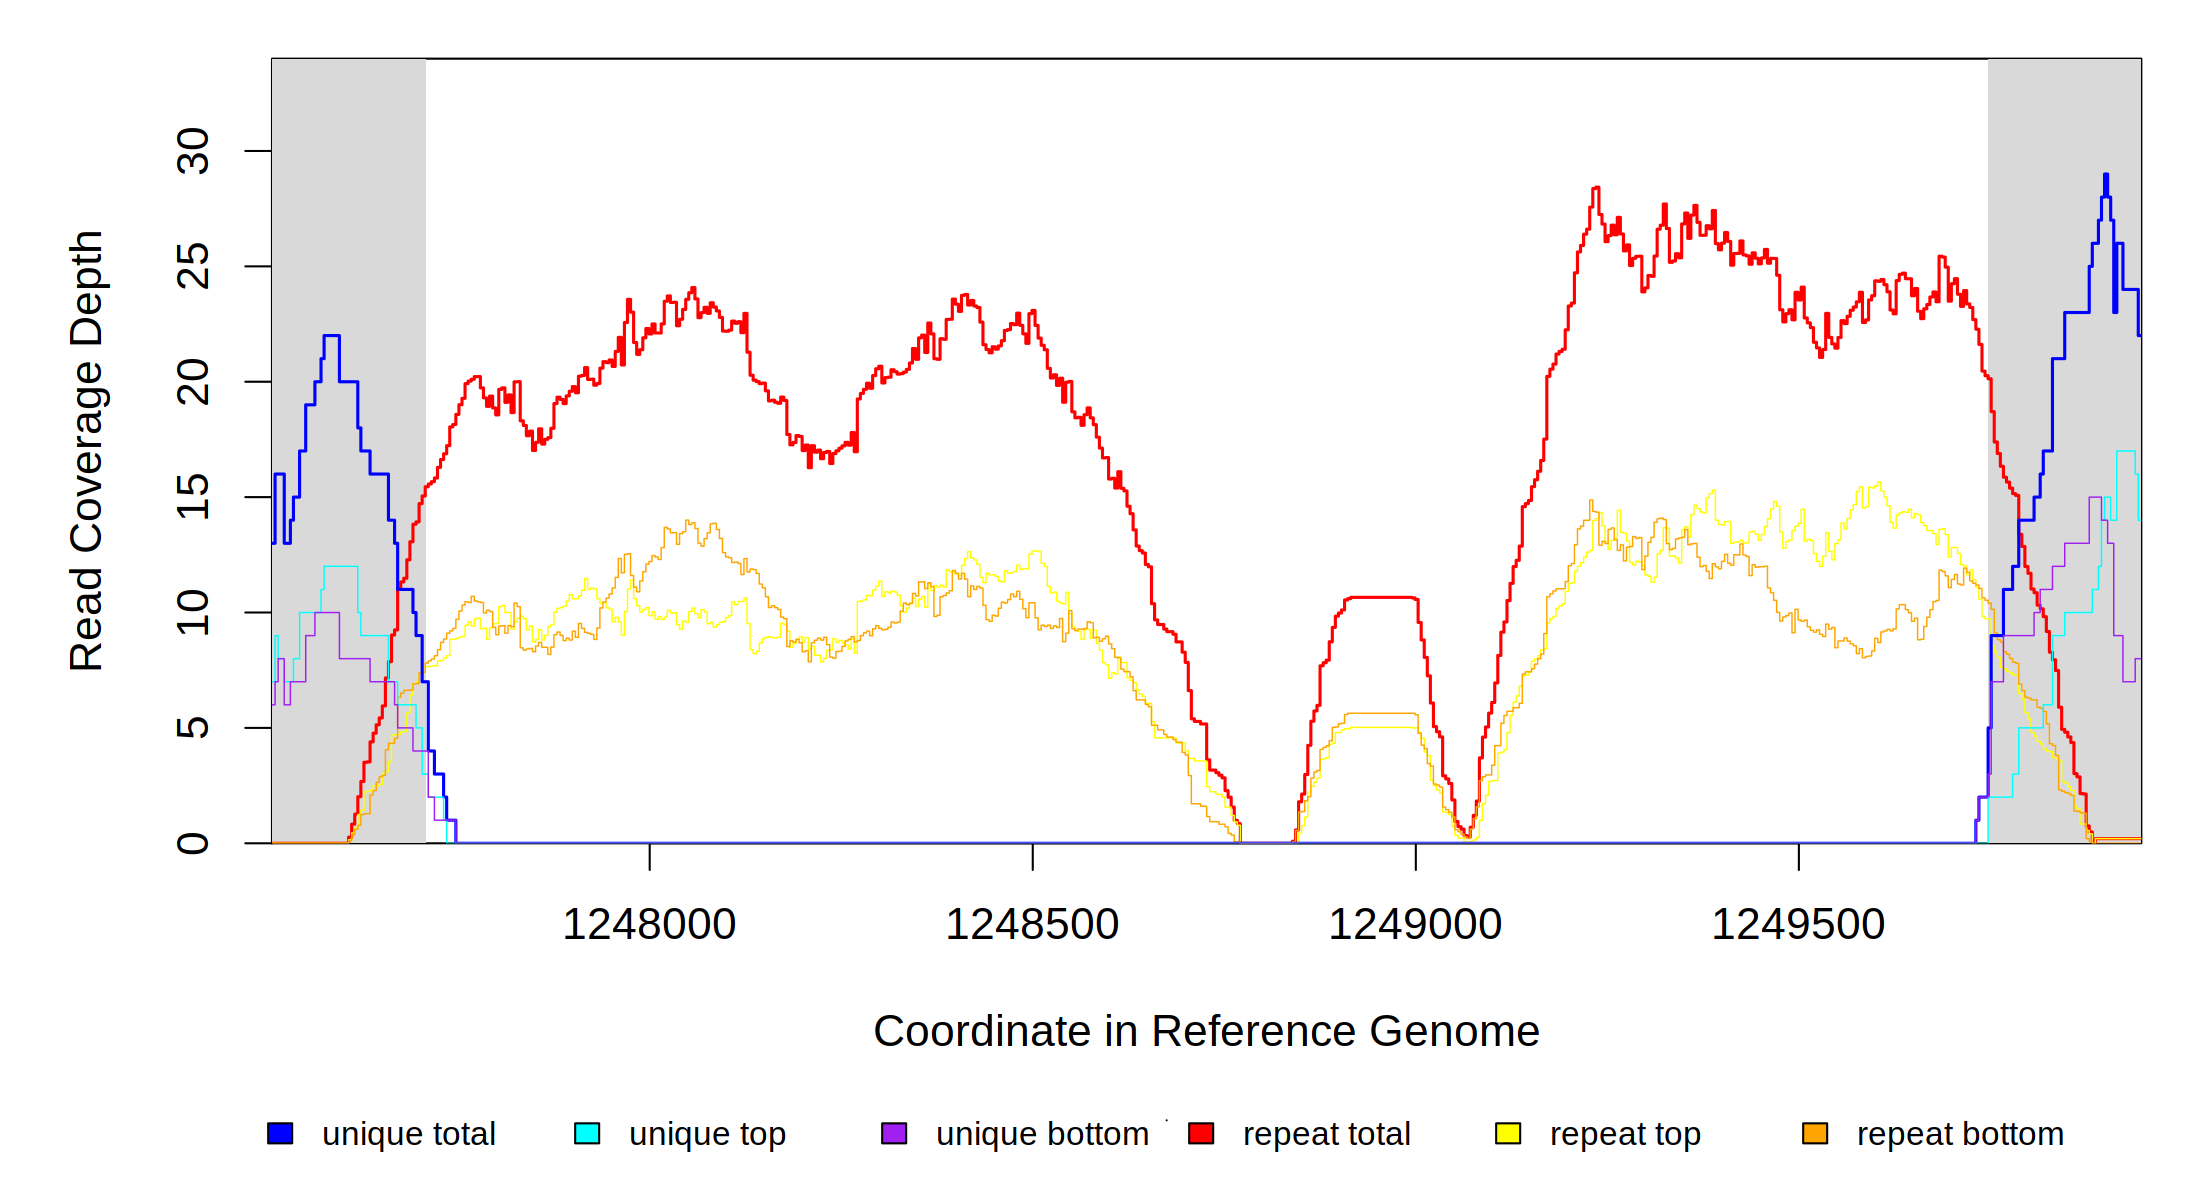 Read Coverage Depth
30
25
20
15
10
5
0
1248000 1248500 1249000 1249500
Coordinate in Reference Genome
unique total unique top unique bottom repeat total repeat top repeat bottom